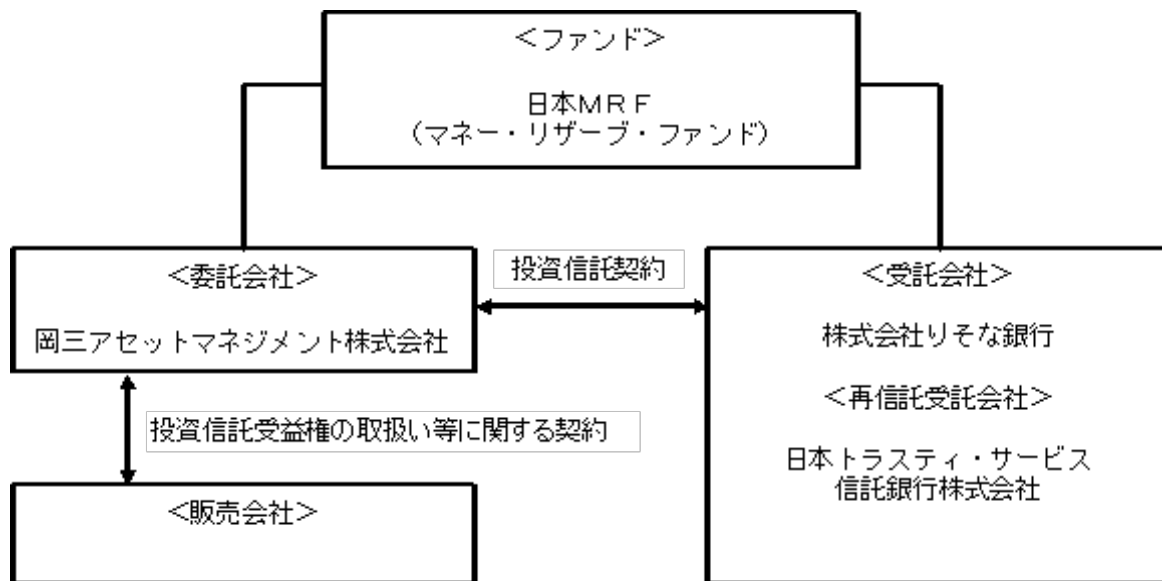 ＜ファンド＞
日本ＭＲＦ
（マネー・リザーブ・ファンド）
＜委託会社＞
岡三アセットマネジメント株式会社
投資信託契約
＜受託会社＞
株式会社りそな銀行
＜再信託受託会社＞
日本トラスティ・サービス
信託銀行株式会社
投資信託受益権の取扱い等に関する契約
＜販売会社＞